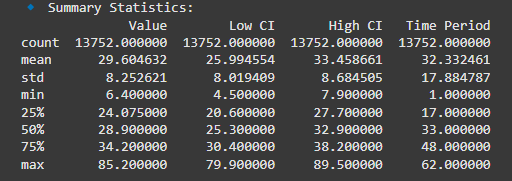 Summary Statistics:
Value Low CI High CI Time Period
count 13752.000000 13752.000000 13752.000000 13752.000000
mean 29.604632 25.994554 33.458661 32.332461
std 8.252621 8.019409 8.684505 17.884787
min 6.400000 4.500000 7.900000 1.000000
25% 24.075000 20.600000 27.700000 17.000000
50% 28.900000 25.300000 32.900000 33.000000
75% 34.200000 30.400000 38.200000 48.000000
max 85.200000 79.900000 89.500000 62.000000